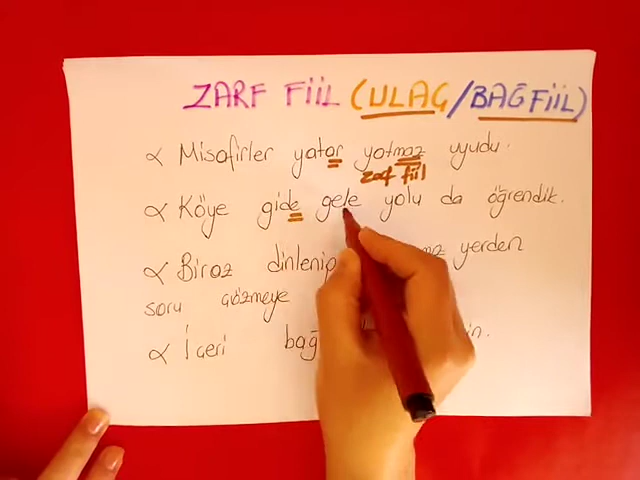 ZARF FİİL (ULAÇ/BAĞFİİL)
∝ Misafirler yatar yatmaz uyudu.
zarf fiil
∝ Köye gide gele yolu da öğrendik.
∝ Biraz dinlenip yerden
soru çözmeye
∝ İçeri